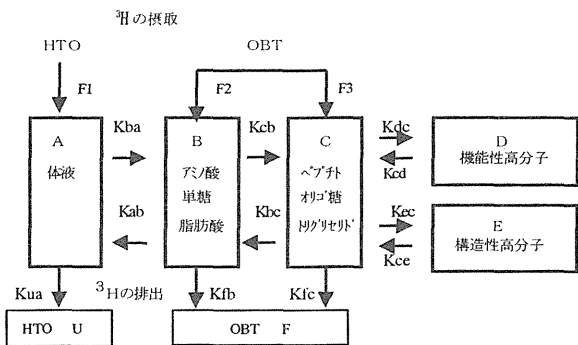 ³Hの摂取
HTO
OBT
F1
F2
F3
A
体液
Kba
Kab
B
アミノ酸
単糖
脂肪酸
Kcb
Kbc
C
ペプチト
オリゴ糖
トリグリセリド
Kdc
Kcd
D
機能性高分子
Kec
Kce
E
構造性高分子
Kua
³Hの排出
Kfb
Kfc
HTO U
OBT F